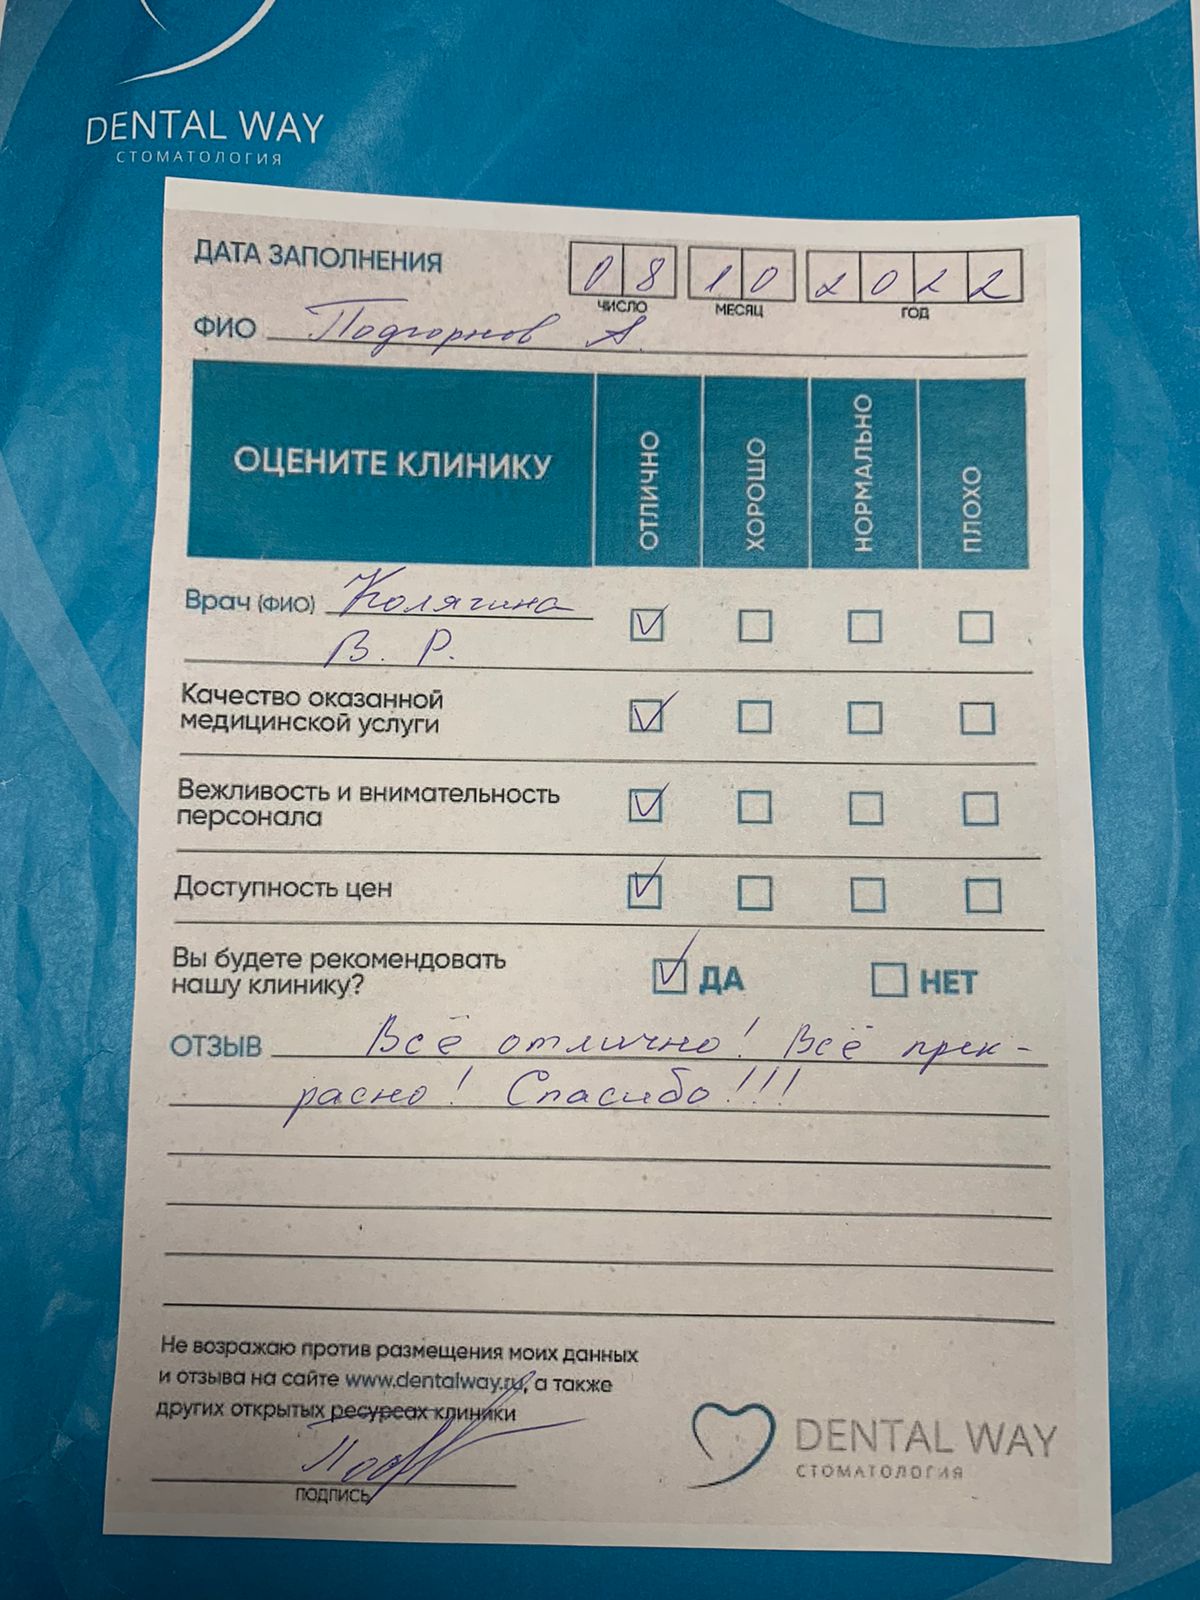 DENTAL WAY
СТОМАТОЛОГИЯ
ДАТА ЗАПОЛНЕНИЯ 08 10 2022
ЧИСЛО МЕСЯЦ ГОД
ФИО Подгорнов А.
ОЦЕНИТЕ КЛИНИКУ ОТЛИЧНО ХОРОШО НОРМАЛЬНО ПЛОХО
Врач (ФИО) Колягина
В. Р.
Качество оказанной
медицинской услуги
Вежливость и внимательность
персонала
Доступность цен
Вы будете рекомендовать
нашу клинику? ДА НЕТ
ОТЗЫВ Всё отлично! Всё прек-
расно! Спасибо!!!
Не возражаю против размещения моих данных
и отзыва на сайте www.dentalway.ru, а также
других открытых ресурсах клиники
ПОДПИСЬ
DENTAL WAY
СТОМАТОЛОГИЯ